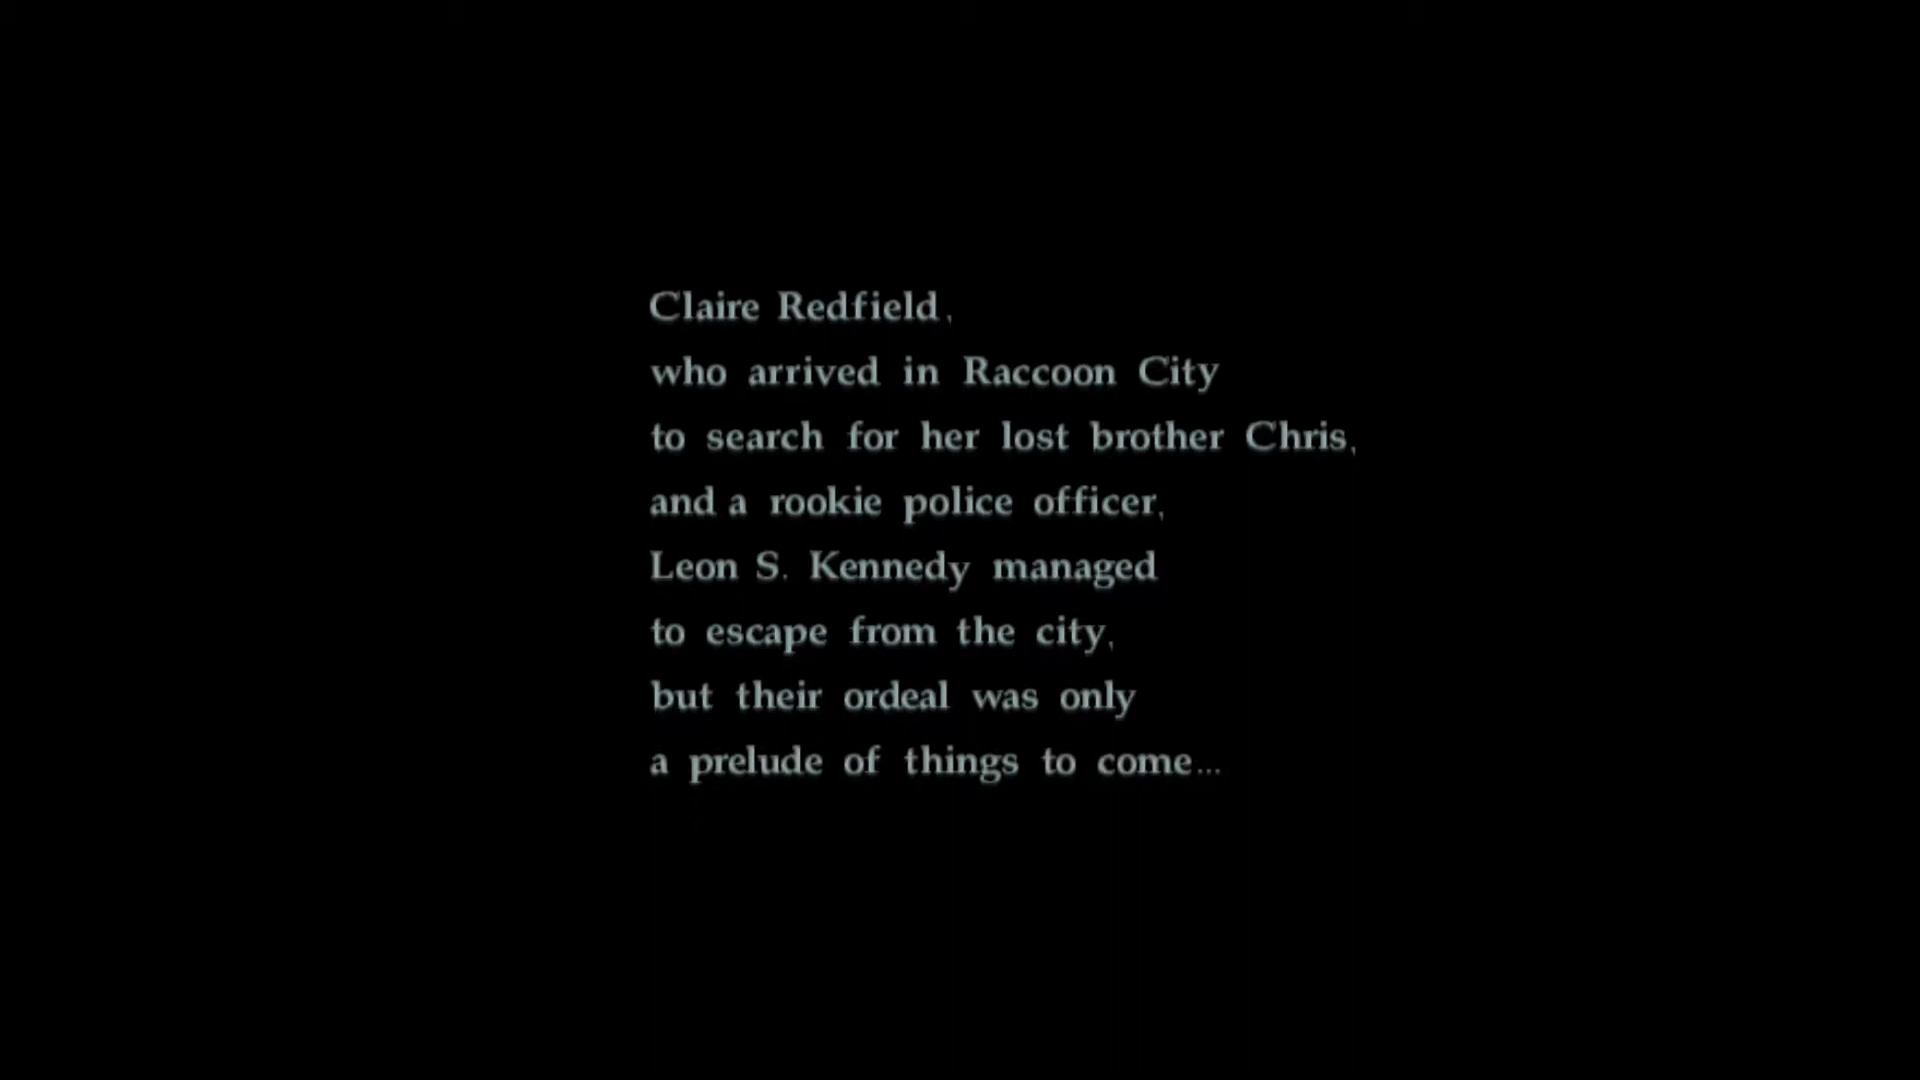 Claire Redfield,
who arrived in Raccoon City
to search for her lost brother Chris,
and a rookie police officer,
Leon S. Kennedy managed
to escape from the city,
but their ordeal was only
a prelude of things to come...